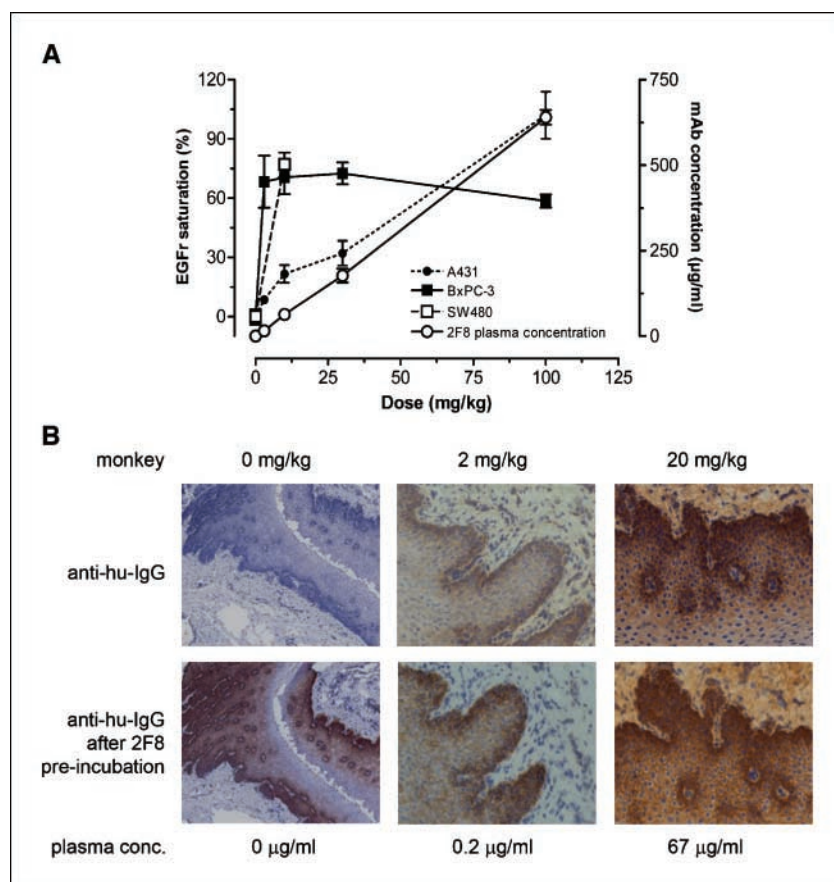 A
120
90
60
30
0
EGFr saturation (%)
750
500
250
0
mAb concentration (µg/ml)
A431
BxPC-3
SW480
2F8 plasma concentration
0 25 50 75 100 125
Dose (mg/kg)
B
monkey 0 mg/kg 2 mg/kg 20 mg/kg
anti-hu-IgG
anti-hu-IgG
after 2F8
pre-incubation
plasma conc. 0 µg/ml 0.2 µg/ml 67 µg/ml